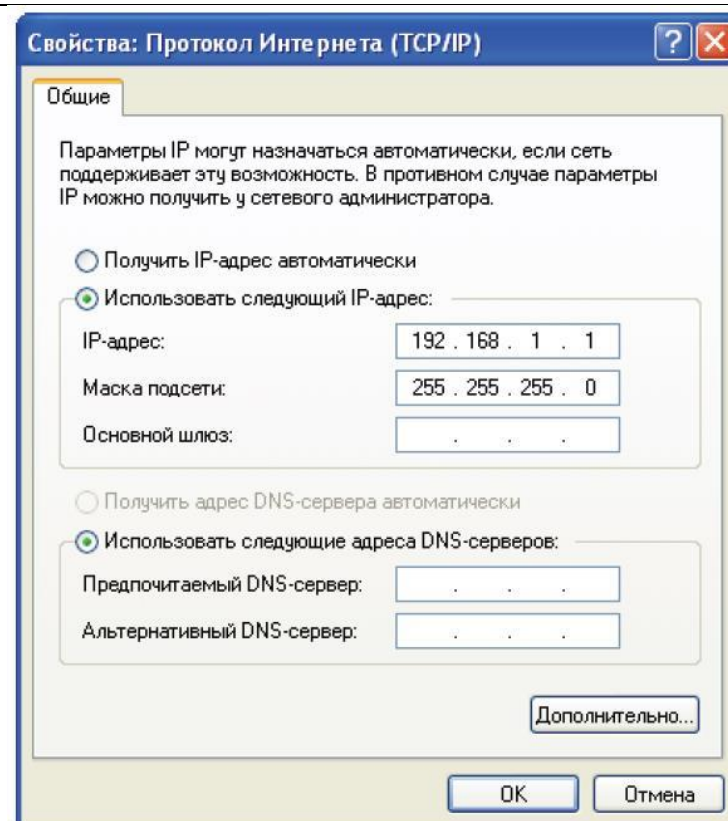 Свойства: Протокол Интернета (TCP/IP)
Общие
Параметры IP могут назначаться автоматически, если сеть
поддерживает эту возможность. В противном случае параметры
IP можно получить у сетевого администратора.
Получить IP-адрес автоматически
Использовать следующий IP-адрес:
IP-адрес: 192 . 168 . 1 . 1
Маска подсети: 255 . 255 . 255 . 0
Основной шлюз: . . .
Получить адрес DNS-сервера автоматически
Использовать следующие адреса DNS-серверов:
Предпочитаемый DNS-сервер: . . .
Альтернативный DNS-сервер: . . .
Дополнительно...
OK Отмена